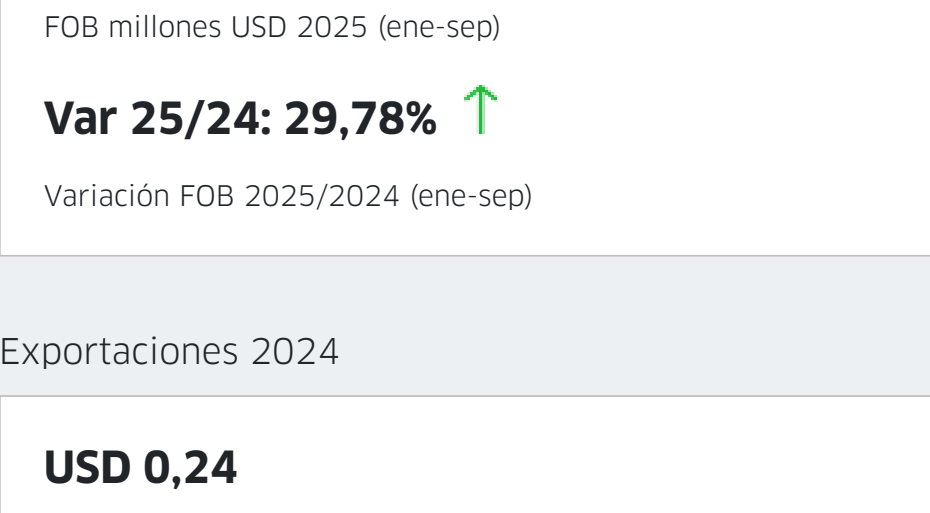 FOB millones USD 2025 (ene-sep)
Var 25/24: 29,78%
Variación FOB 2025/2024 (ene-sep)
Exportaciones 2024
USD 0,24